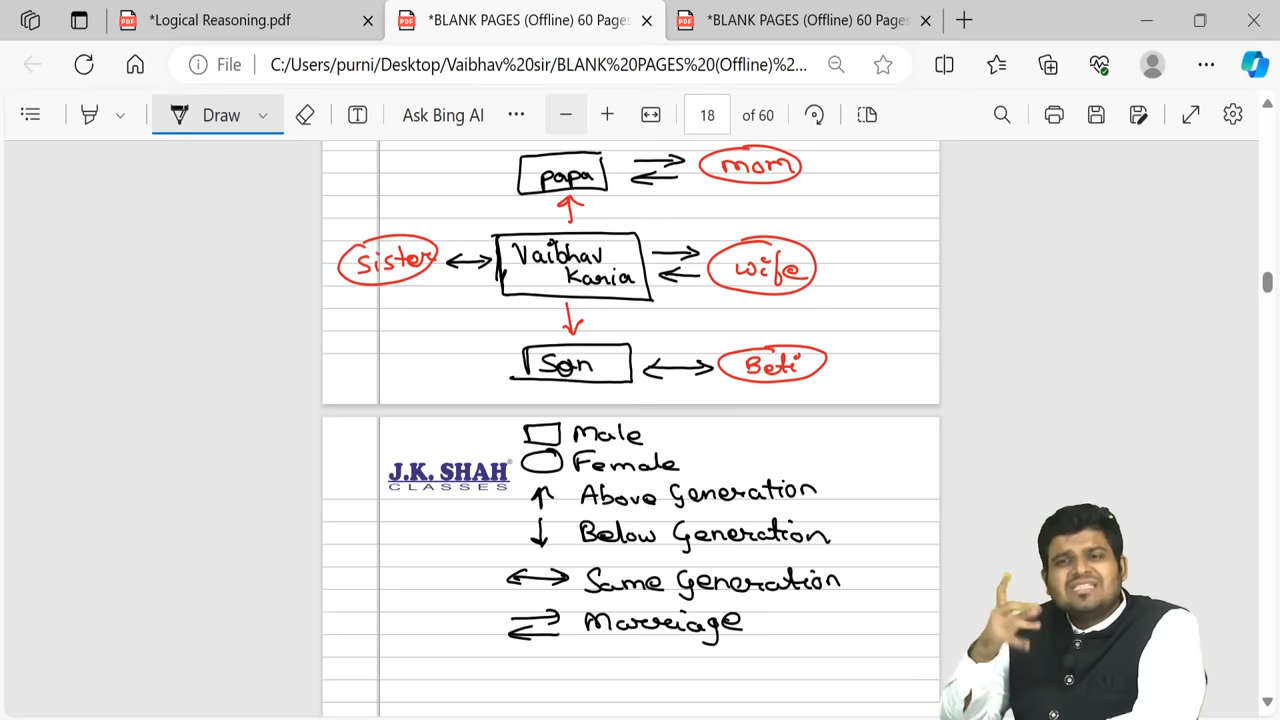 *Logical Reasoning.pdf
*BLANK PAGES (Offline) 60 Pages
*BLANK PAGES (Offline) 60 Pages
File
C:/Users/purni/Desktop/Vaibhav%20sir/BLANK%20PAGES%20(Offline)%2...
Draw
Ask Bing AI
18
of 60
papa
mom
Sister
Vaibhav
Karia
wife
Son
Beti
Male
J.K. SHAH®
CLASSES
Female
Above Generation
Below Generation
Same Generation
Marriage